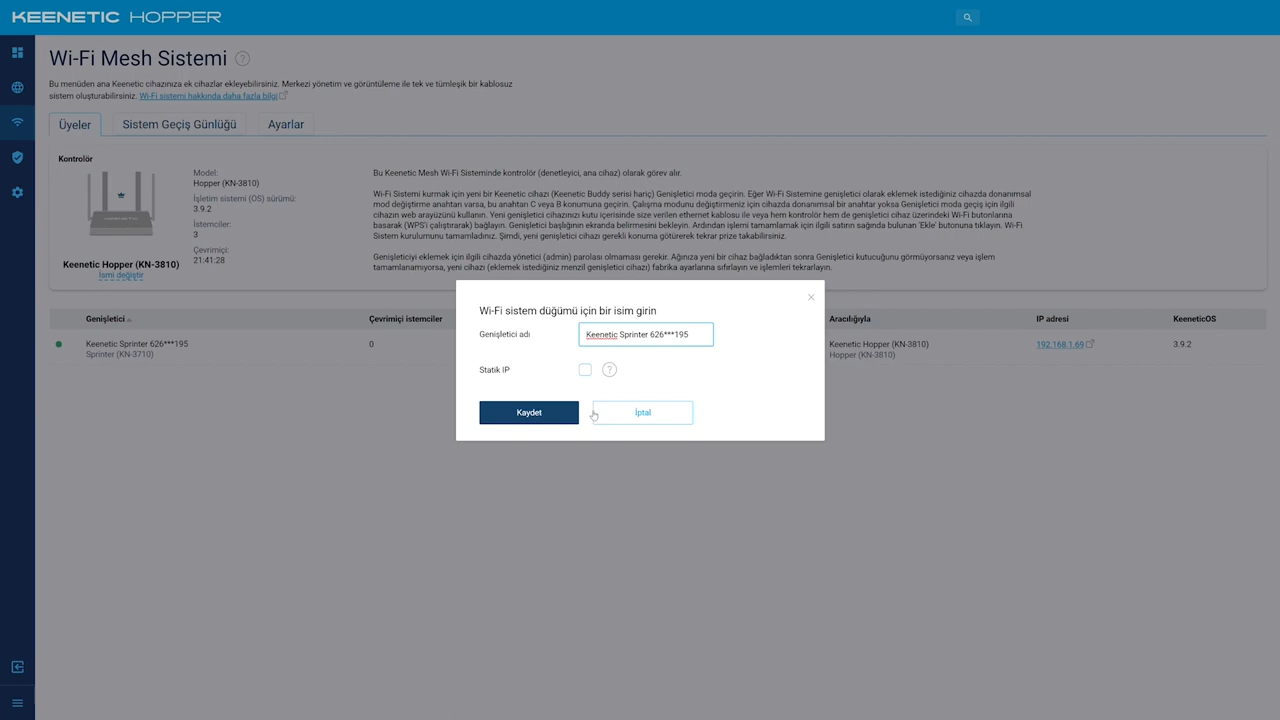 KEENETIC HOPPER
Wi-Fi Mesh Sistemi ?
Bu menüden ana Keenetic cihazınıza ek cihazlar ekleyebilirsiniz. Merkezi yönetim ve görüntüleme ile tek ve tümleşik bir kablosuz
sistem oluşturabilirsiniz. Wi-Fi sistemi hakkında daha fazla bilgi
Üyeler Sistem Geçiş Günlüğü Ayarlar
Kontrolör
KEENETIC
Keenetic Hopper (KN-3810)
İsmi değiştir
Model:
Hopper (KN-3810)
İşletim sistemi (OS) sürümü:
3.9.2
İstemciler:
3
Çevrimiçi:
21:41:28
Bu Keenetic Mesh Wi-Fi Sisteminde kontrolör (denetleyici, ana cihaz) olarak görev alır.
Wi-Fi Sistemi kurmak için yeni bir Keenetic cihazı (Keenetic Buddy serisi hariç) Genişletici moda geçirin. Eğer Wi-Fi Sistemine genişletici olarak eklemek istediğiniz cihazda donanımsal
mod değiştirme anahtarı varsa, bu anahtarı C veya B konumuna geçirin. Çalışma modunu değiştirmeniz için cihazda donanımsal bir anahtar yoksa Genişletici moda geçiş için ilgili
cihazın web arayüzünü kullanın. Yeni genişletici cihazınızı kutu içerisinde size verilen ethernet kablosu ile veya hem kontrolör hem de genişletici cihaz üzerindeki Wi-Fi butonlarına
basarak (WPS'i çalıştırarak) bağlayın. Genişletici başlığının ekranda belirmesini bekleyin. Ardından işlemi tamamlamak için ilgili satırın sağında bulunan 'Ekle' butonuna tıklayın. Wi-Fi
Sistem kurulumunu tamamladınız. Şimdi, yeni genişletici cihazı gerekli konuma götürerek tekrar prize takabilirsiniz.
Genişleticiyi eklemek için ilgili cihazda yönetici (admin) parolası olmaması gerekir. Ağınıza yeni bir cihaz bağladıktan sonra Genişletici kutucuğunu görmüyorsanız veya işlem
tamamlanamıyorsa, yeni cihazı (eklemek istediğiniz menzil genişletici cihazı) fabrika ayarlarına sıfırlayın ve işlemleri tekrarlayın.
Genişletici Çevrimiçi istemciler Aracılığıyla IP adresi KeeneticOS
Keenetic Sprinter 626***195 0 Keenetic Hopper (KN-3810) 192.168.1.69 3.9.2
Sprinter (KN-3710) Hopper (KN-3810)
Wi-Fi sistem düğümü için bir isim girin
Genişletici adı Keenetic Sprinter 626***195
Statik IP ?
Kaydet İptal